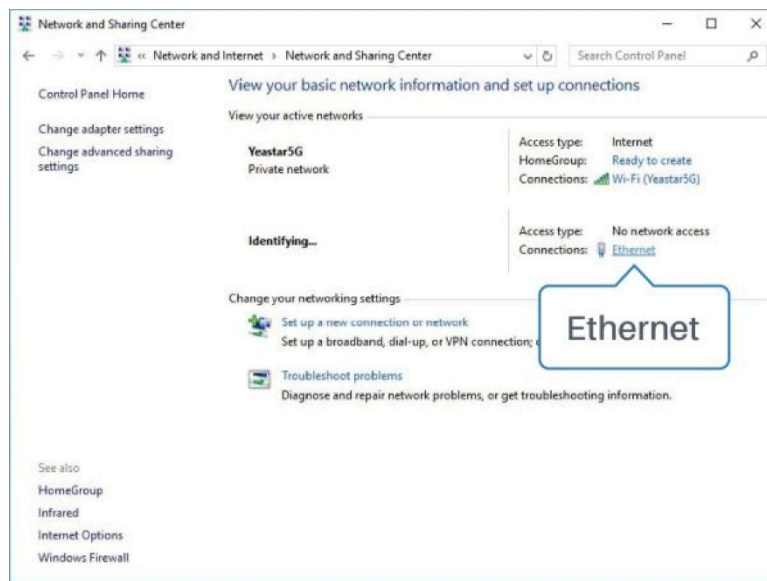 Network and Sharing Center
« Network and Internet › Network and Sharing Center
Search Control Panel
Control Panel Home
Change adapter settings
Change advanced sharing
settings
View your basic network information and set up connections
View your active networks
Yeastar5G
Private network
Access type: Internet
HomeGroup: Ready to create
Connections: Wi-Fi (Yeastar5G)
Identifying...
Access type: No network access
Connections: Ethernet
Ethernet
Change your networking settings
Set up a new connection or network
Set up a broadband, dial-up, or VPN connection;
Troubleshoot problems
Diagnose and repair network problems, or get troubleshooting information.
See also
HomeGroup
Infrared
Internet Options
Windows Firewall